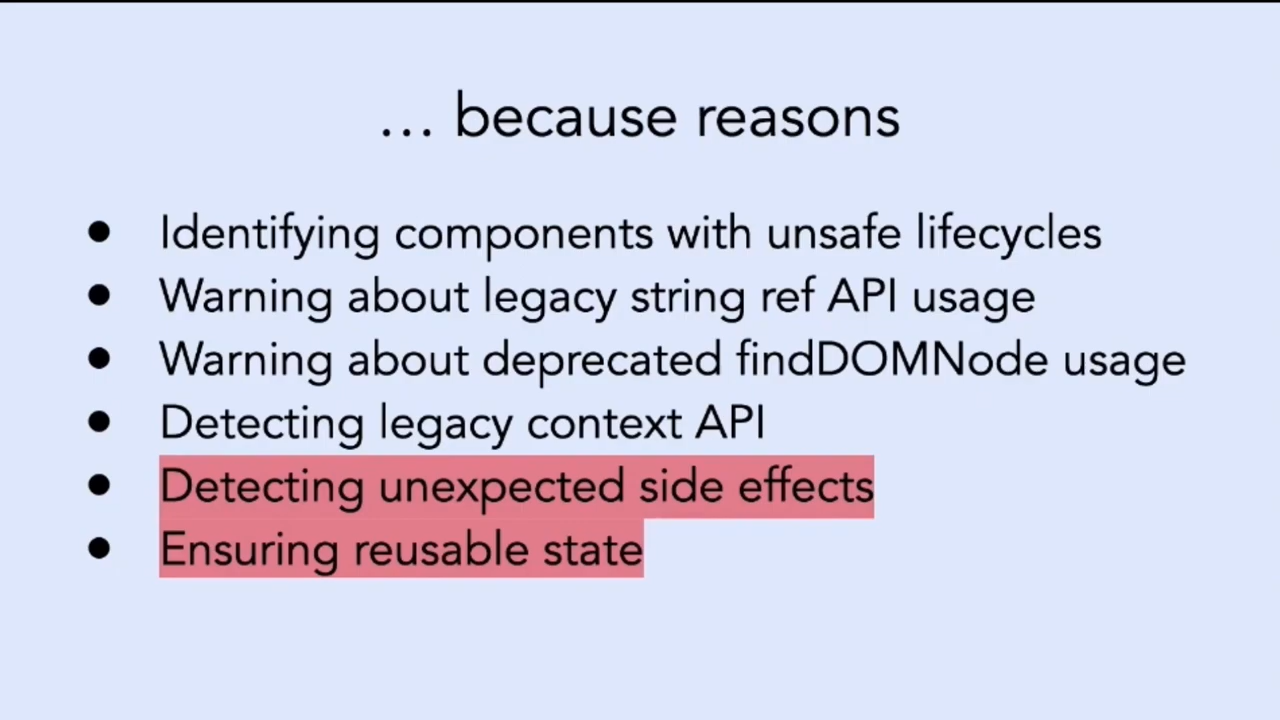 ... because reasons
● Identifying components with unsafe lifecycles
● Warning about legacy string ref API usage
● Warning about deprecated findDOMNode usage
● Detecting legacy context API
● Detecting unexpected side effects
● Ensuring reusable state